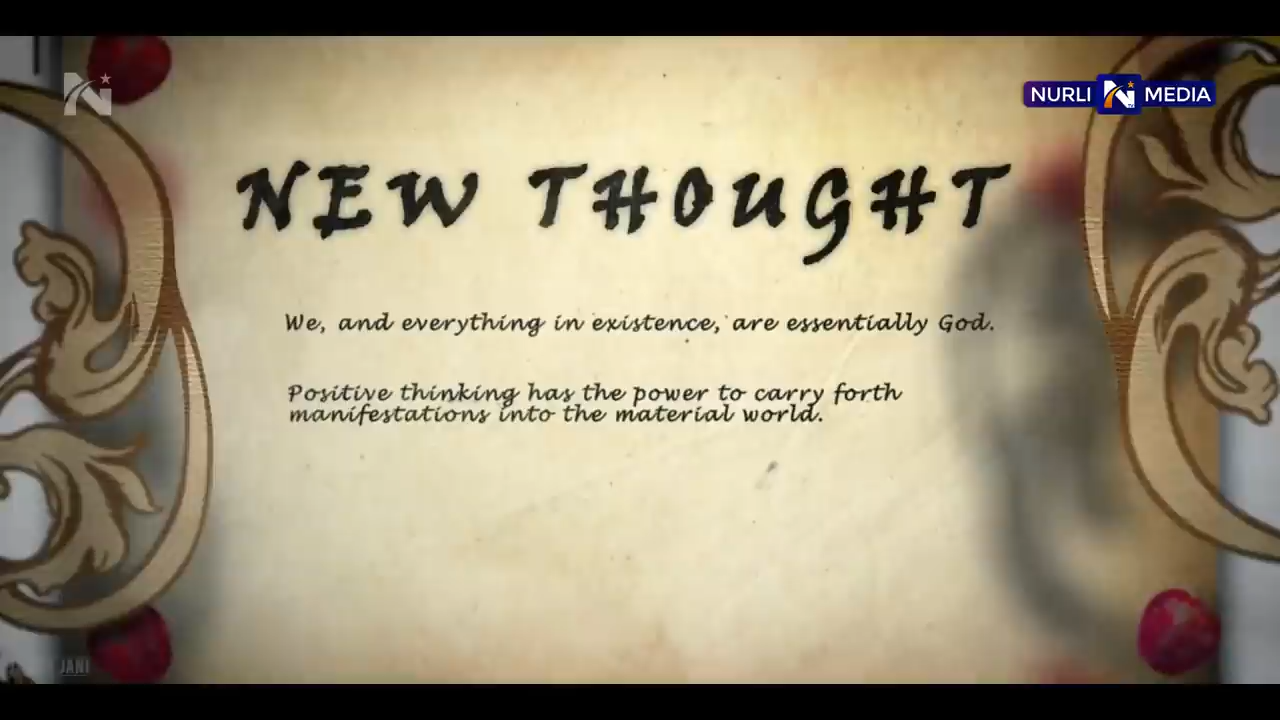 NURLI N MEDIA
NEW THOUGHT
We, and everything in existence, are essentially God.
Positive thinking has the power to carry forth
manifestations into the material world.
JANI